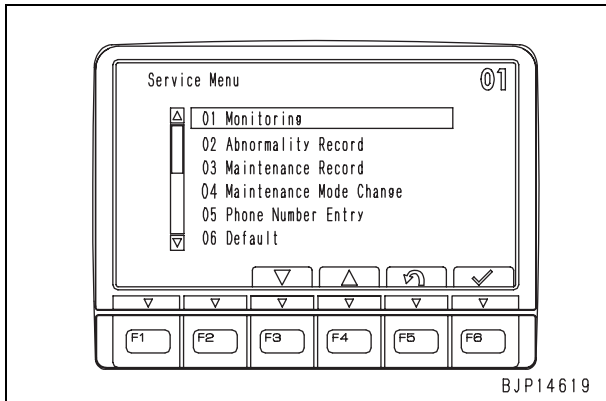 Service Menu 01
01 Monitoring
02 Abnormality Record
03 Maintenance Record
04 Maintenance Mode Change
05 Phone Number Entry
06 Default
F1 F2 F3 F4 F5 F6
BJP14619